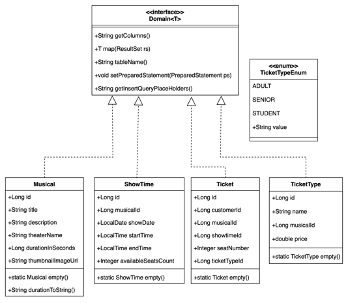 <<interface>>
Domain<T>
+String getColumns()
+T map(ResultSet rs)
+String tableName()
+void setPreparedStatement(PreparedStatement ps)
+String getInsertQueryPlaceHolders()
<<enum>>
TicketTypeEnum
ADULT
SENIOR
STUDENT
+String value
Musical
+Long id
+String title
+String description
+String theaterName
+Long durationInSeconds
+String thumbnailImageUrl
+static Musical empty()
+String durationToString()
ShowTime
+Long id
+Long musicalId
+LocalDate showDate
+LocalTime startTime
+LocalTime endTime
+Integer availableSeatsCount
+static ShowTime empty()
Ticket
+Long id
+Long customerId
+Long musicalId
+Long showtimeId
+Integer seatNumber
+Long ticketTypeId
+static Ticket empty()
TicketType
+Long id
+String name
+Long musicalId
+double price
+static TicketType empty()